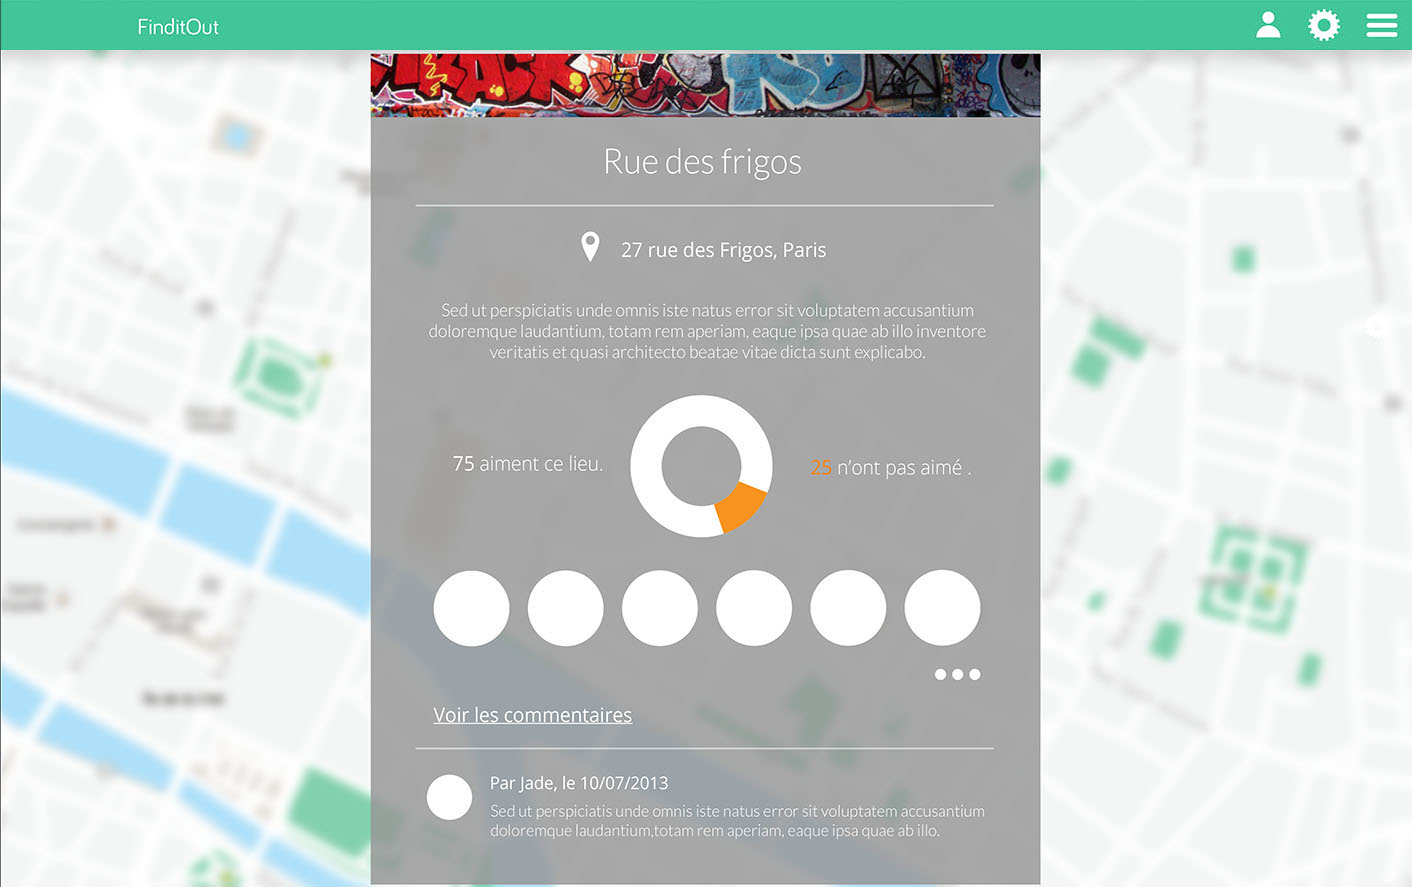 FinditOut
Rue des frigos
27 rue des Frigos, Paris
Sed ut perspiciatis unde omnis iste natus error sit voluptatem accusantium
doloremque laudantium, totam rem aperiam, eaque ipsa quae ab illo inventore
veritatis et quasi architecto beatae vitae dicta sunt explicabo.
75 aiment ce lieu.
25 n’ont pas aimé .
Voir les commentaires
Par Jade, le 10/07/2013
Sed ut perspiciatis unde omnis iste natus error sit voluptatem accusantium
doloremque laudantium,totam rem aperiam, eaque ipsa quae ab illo.